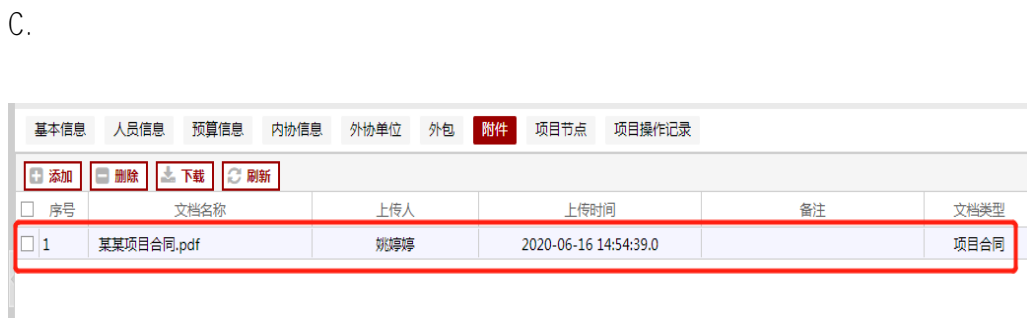 C.
基本信息 人员信息 预算信息 内协信息 外协单位 外包 附件 项目节点 项目操作记录
添加 删除 下载 刷新
序号 文档名称 上传人 上传时间 备注 文档类型
1 某某项目合同.pdf 姚婷婷 2020-06-16 14:54:39.0 项目合同